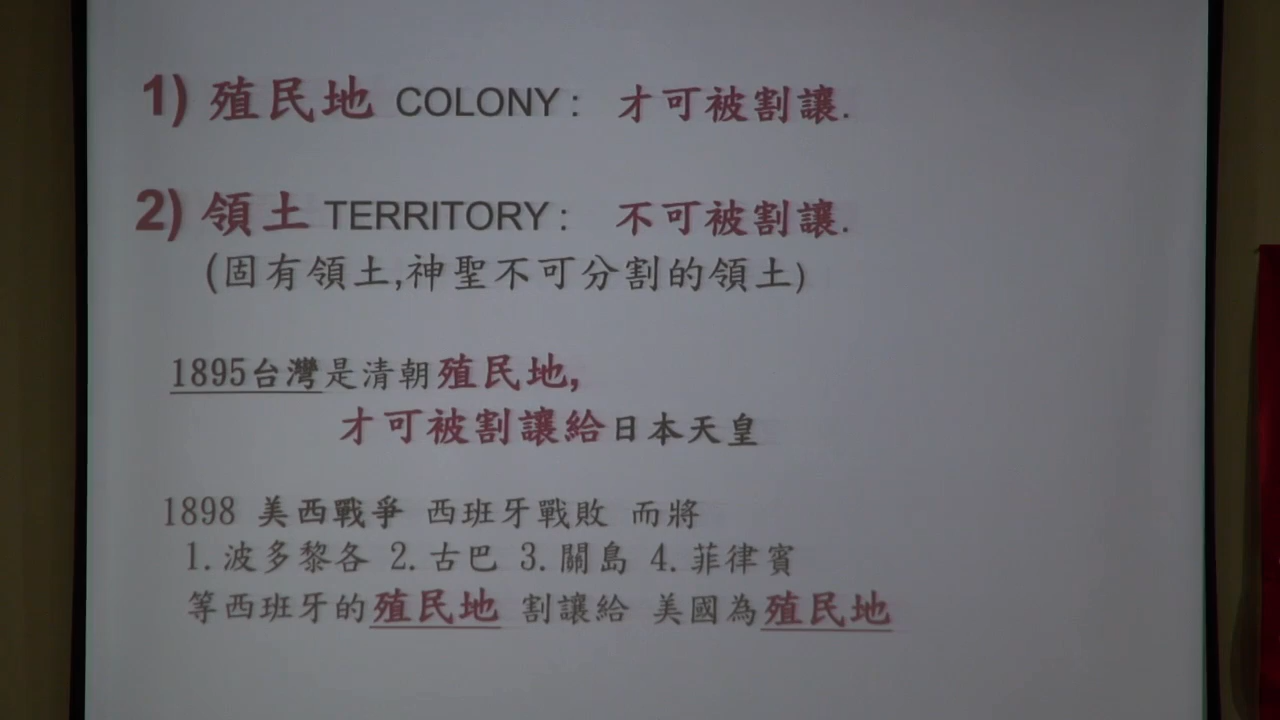 1) 殖民地 COLONY : 才可被割讓.
2) 領土 TERRITORY : 不可被割讓.
(固有領土,神聖不可分割的領土)
1895台灣是清朝殖民地,
才可被割讓給日本天皇
1898 美西戰爭 西班牙戰敗 而將
1.波多黎各 2.古巴 3.關島 4.菲律賓
等西班牙的殖民地 割讓給 美國為殖民地